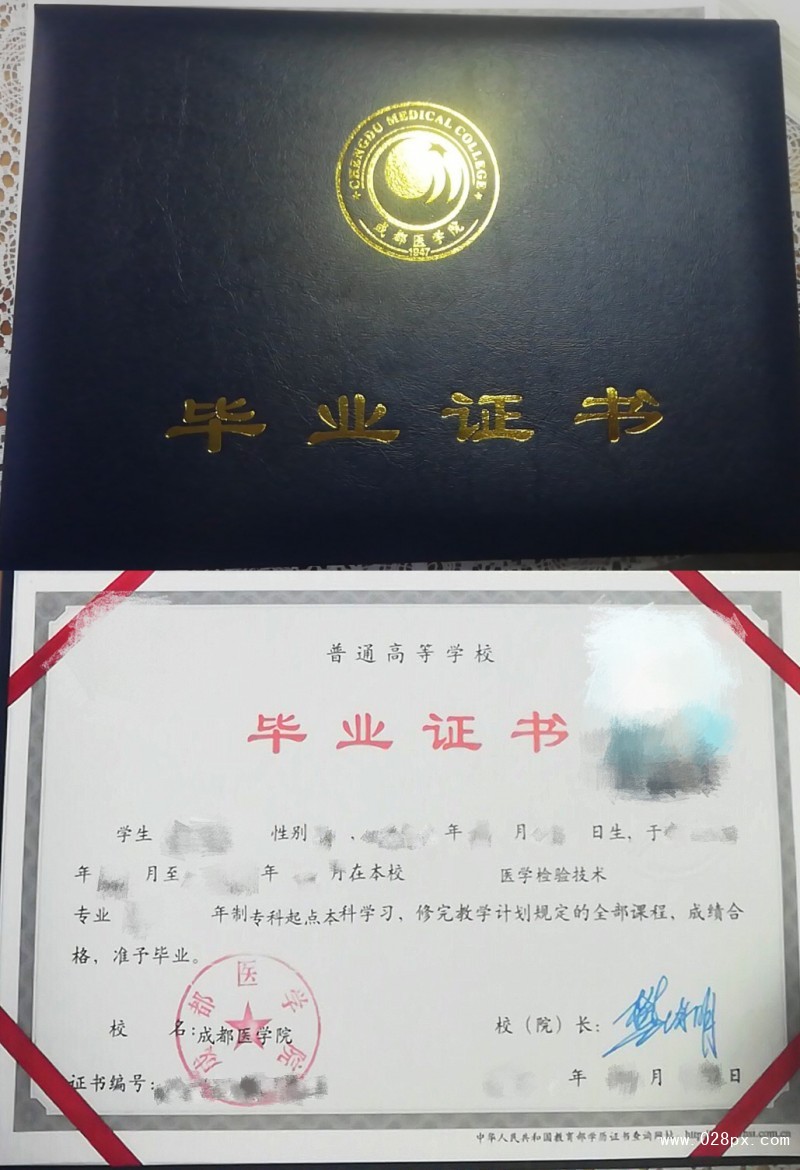 CHENGDU MEDICAL COLLEGE
成都医学院
1947
毕业证书
普通高等学校
毕业证书
学生 性别 、 年 月 日生，于
年 月至 年 月在本校 医学检验技术
专业 年制专科起点本科学习，修完教学计划规定的全部课程，成绩合
格，准予毕业。
成都医学院
校 名：成都医学院 校（院）长：
证书编号： 年 月 日
中华人民共和国教育部学历证书查询网址
www.028px.com